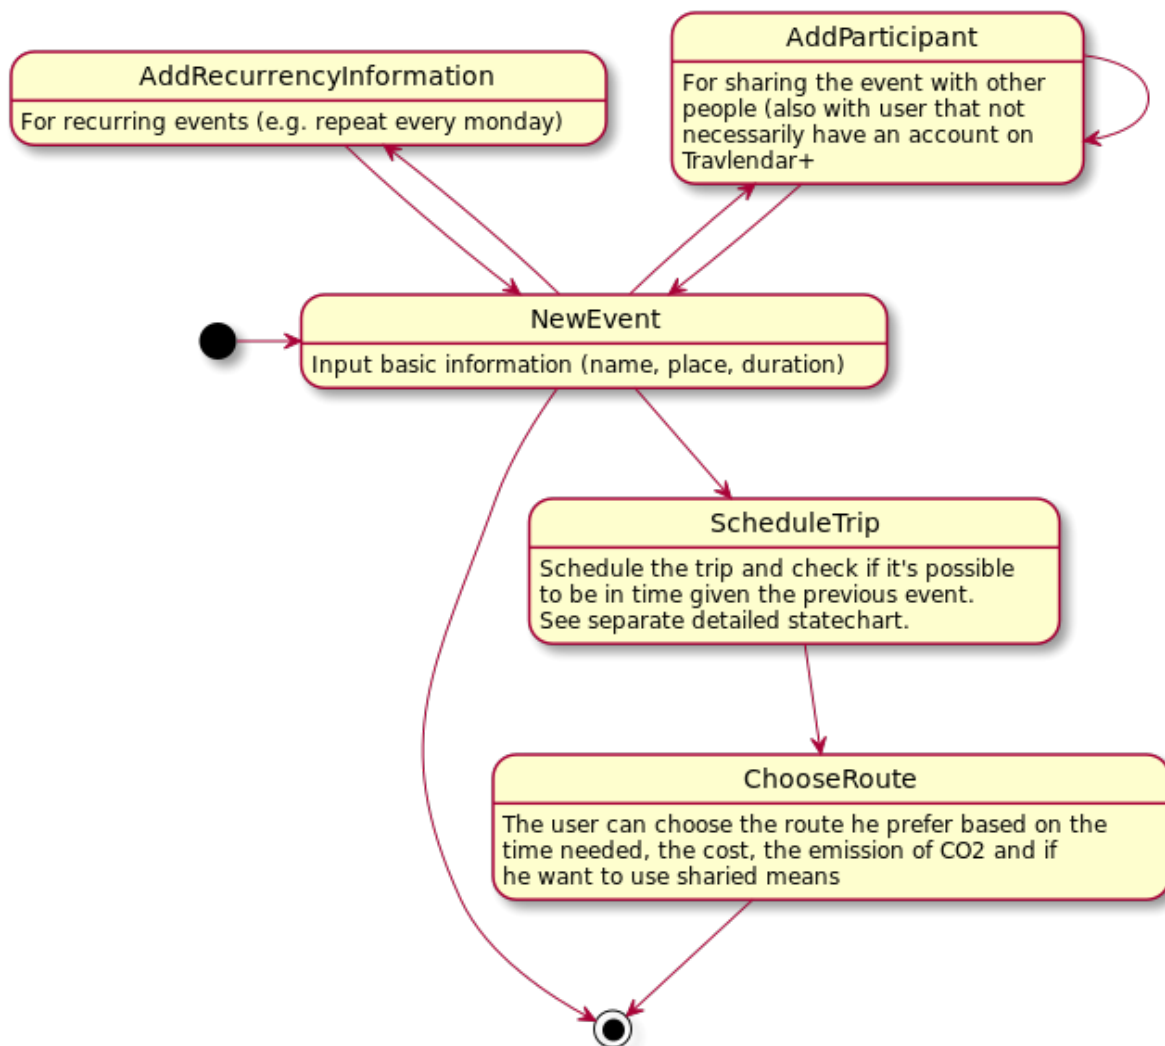 AddRecurrencyInformation
For recurring events (e.g. repeat every monday)
AddParticipant
For sharing the event with other
people (also with user that not
necessarily have an account on
Travlendar+
NewEvent
Input basic information (name, place, duration)
ScheduleTrip
Schedule the trip and check if it's possible
to be in time given the previous event.
See separate detailed statechart.
ChooseRoute
The user can choose the route he prefer based on the
time needed, the cost, the emission of CO2 and if
he want to use sharied means